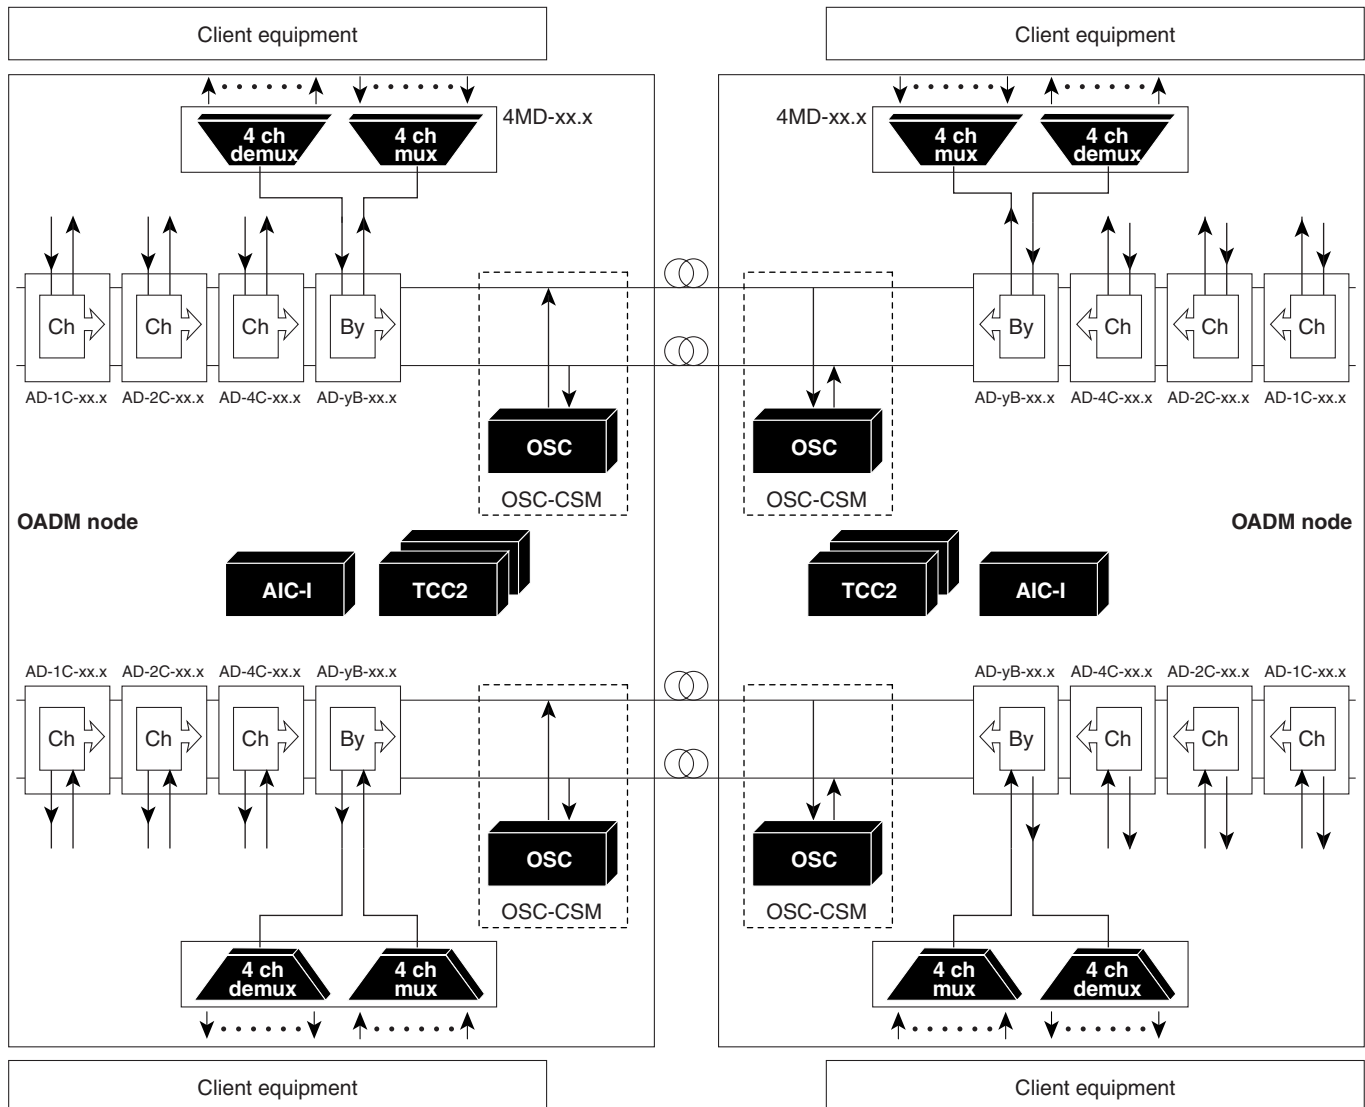 Client equipment
Client equipment
4 ch
demux
4 ch
mux
4MD-xx.x
4MD-xx.x
4 ch
mux
4 ch
demux
Ch
Ch
Ch
By
By
Ch
Ch
Ch
AD-1C-xx.x
AD-2C-xx.x
AD-4C-xx.x
AD-yB-xx.x
AD-yB-xx.x
AD-4C-xx.x
AD-2C-xx.x
AD-1C-xx.x
OSC
OSC
OSC-CSM
OSC-CSM
OADM node
OADM node
AIC-I
TCC2
TCC2
AIC-I
AD-1C-xx.x
AD-2C-xx.x
AD-4C-xx.x
AD-yB-xx.x
AD-yB-xx.x
AD-4C-xx.x
AD-2C-xx.x
AD-1C-xx.x
Ch
Ch
Ch
By
By
Ch
Ch
Ch
OSC
OSC
OSC-CSM
OSC-CSM
4 ch
demux
4 ch
mux
4 ch
mux
4 ch
demux
Client equipment
Client equipment